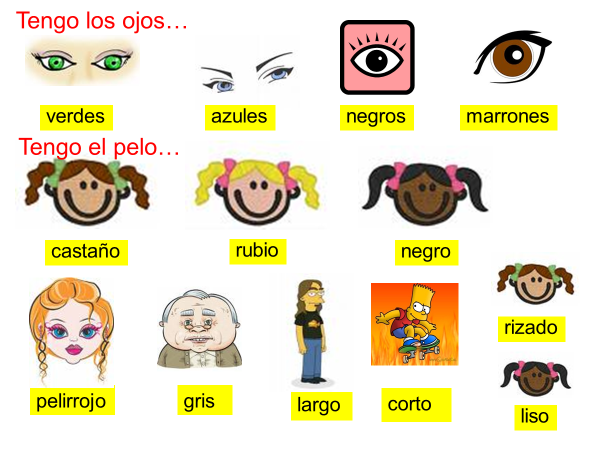 Tengo los ojos…
verdes
azules
negros
marrones
Tengo el pelo…
castaño
rubio
negro
rizado
pelirrojo
gris
largo
corto
liso